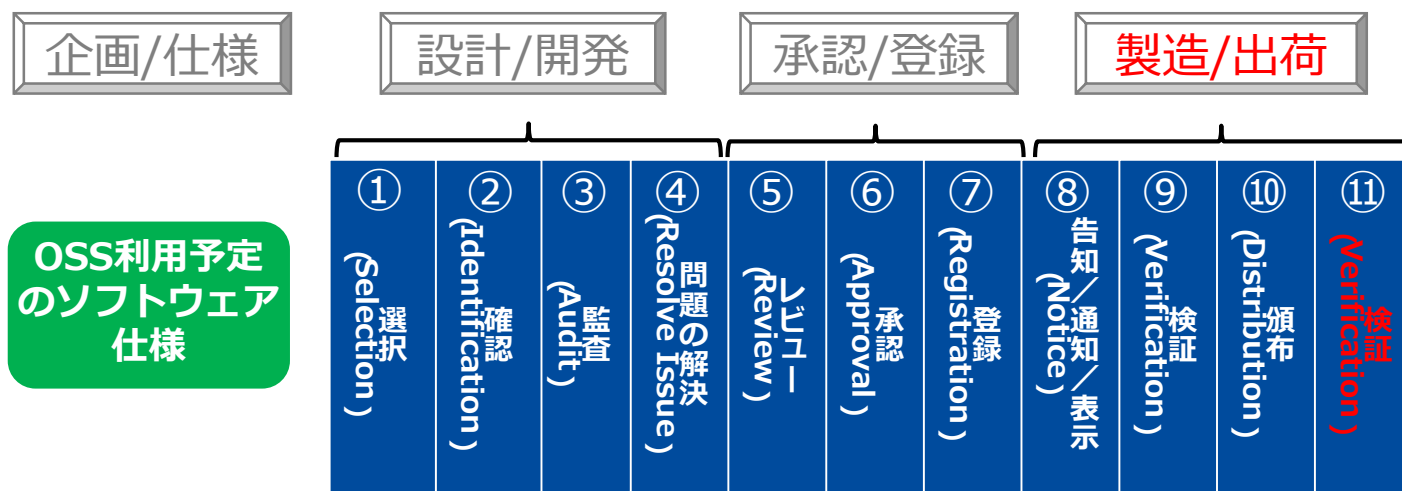 企画/仕様
設計/開発
承認/登録
製造/出荷
OSS利用予定
のソフトウェア
仕様
①
選択
(Selection)
②
確認
(Identification)
③
監査
(Audit)
④
問題の解決
(Resolve Issue)
⑤
レビュー
(Review)
⑥
承認
(Approval)
⑦
登録
(Registration)
⑧
告知／通知／表示
(Notice)
⑨
検証
(Verification)
⑩
頒布
(Distribution)
⑪
検証
(Verification)